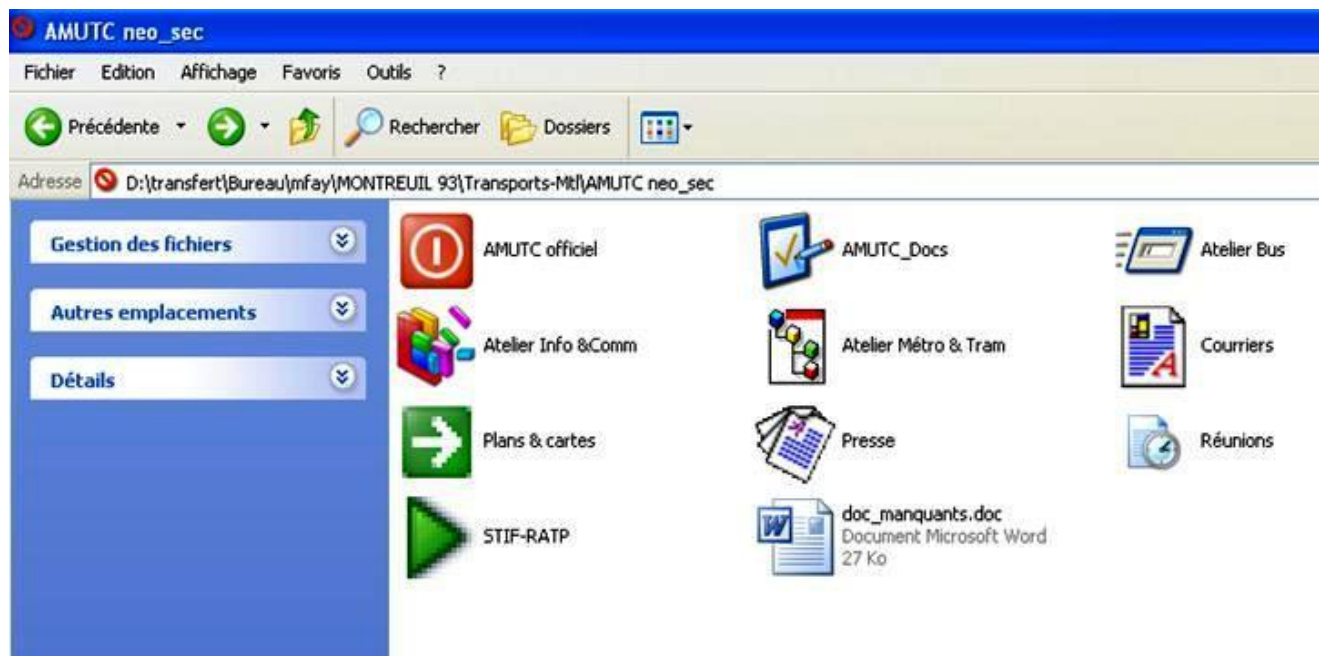 AMUTC neo_sec
Fichier Edition Affichage Favoris Outils ?
Précédente Rechercher Dossiers
Adresse D:\transfert\Bureau\mfay\MONTREUIL 93\Transports-Mtl\AMUTC neo_sec
Gestion des fichiers
Autres emplacements
Détails
AMUTC officiel AMUTC_Docs Atelier Bus
Atelier Info &Comm Atelier Métro & Tram Courriers
Plans & cartes Presse Réunions
STIF-RATP doc_manquants.doc
Document Microsoft Word
27 Ko